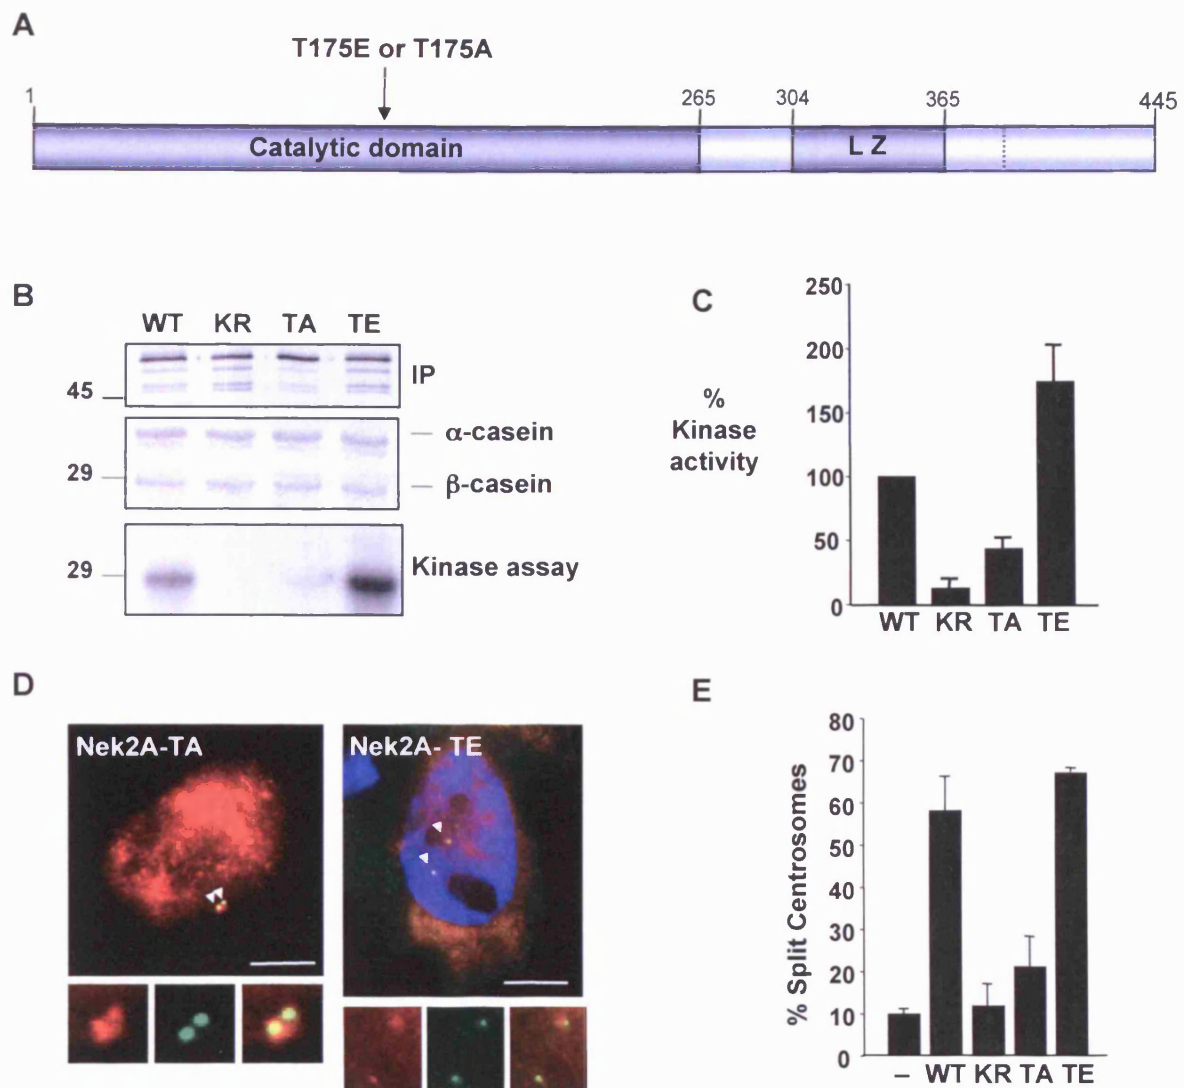 A
T175E or T175A
1 265 304 365 445
Catalytic domain
L Z
B
WT KR TA TE
IP
45
α-casein
29
β-casein
29
Kinase assay
C
250
200
150
100
50
0
%
Kinase
activity
WT KR TA TE
D
Nek2A-TA
Nek2A- TE
E
80
70
60
50
40
30
20
10
0
% Split Centrosomes
– WT KR TA TE